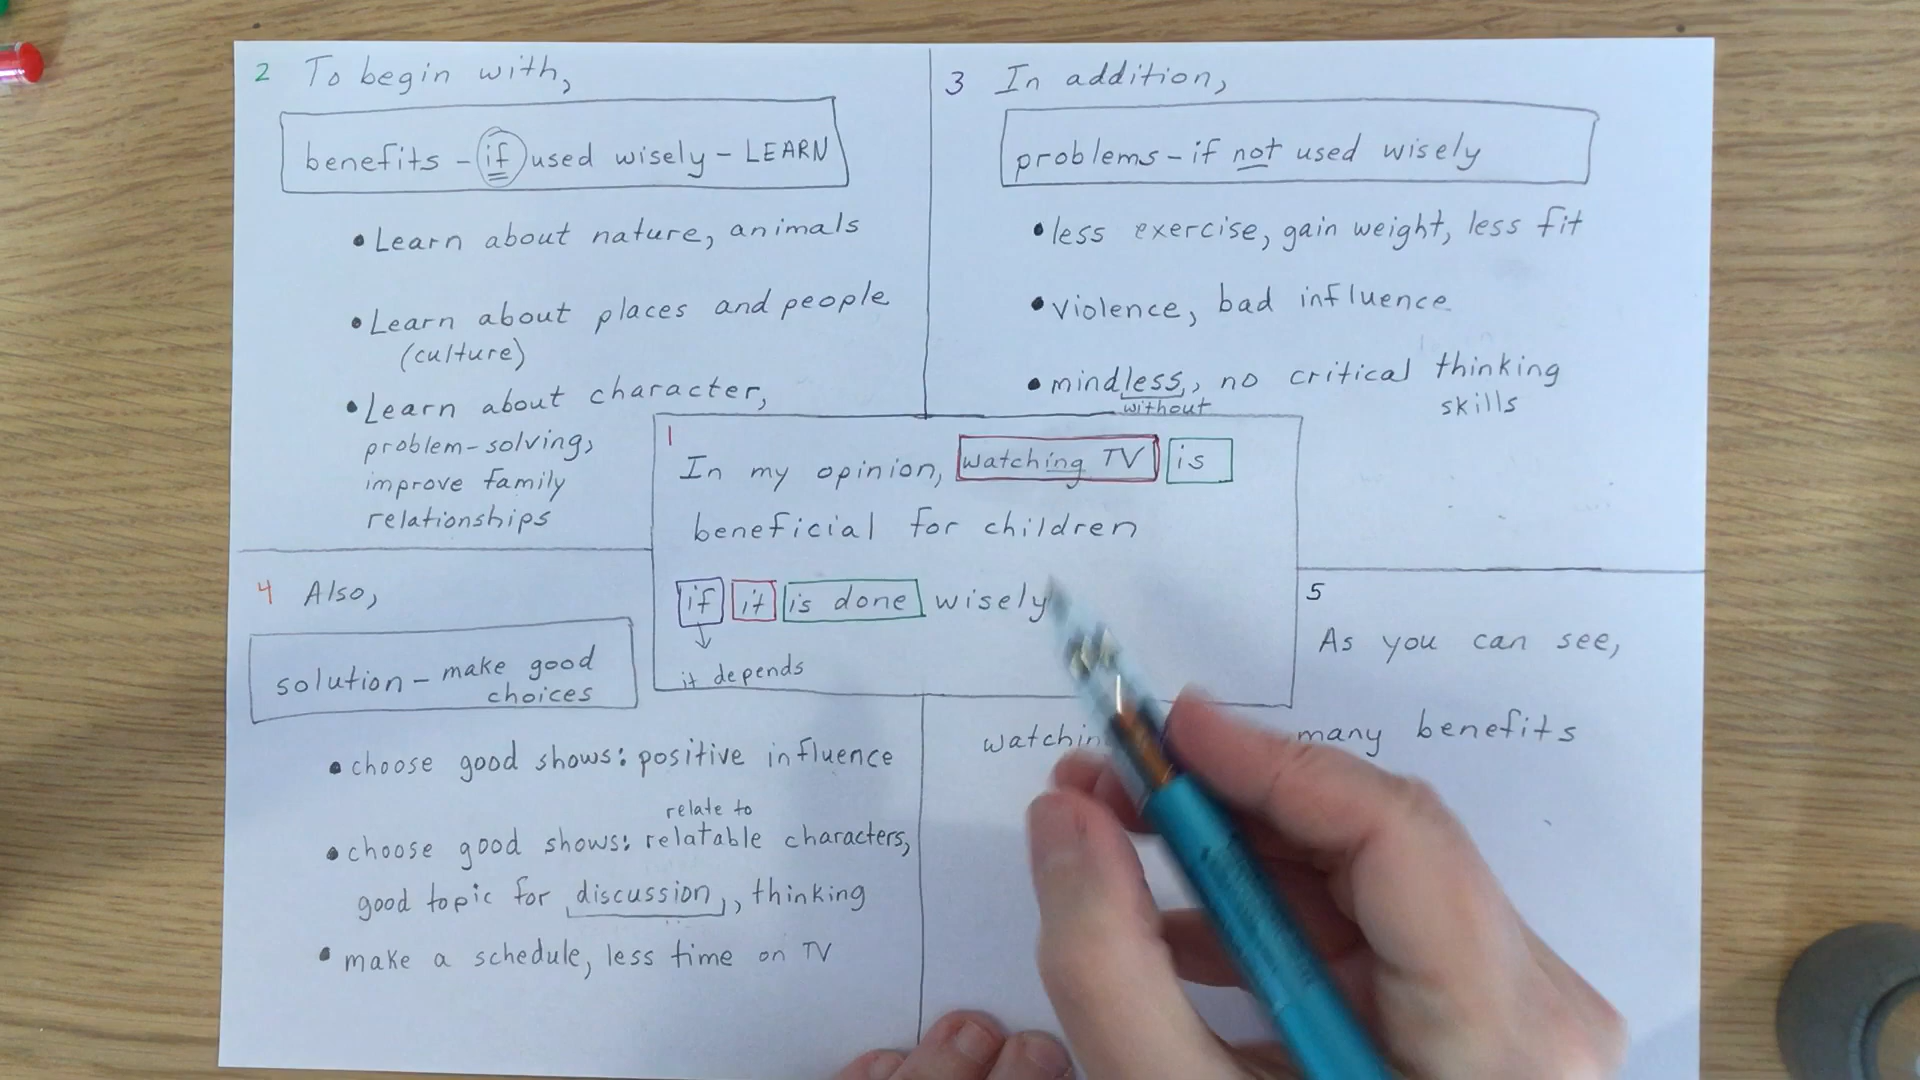 2 To begin with,
benefits - if used wisely - LEARN
• Learn about nature, animals
• Learn about places and people
(culture)
• Learn about character,
problem-solving,
improve family
relationships
3 In addition,
problems - if not used wisely
• less exercise, gain weight, less fit
• violence, bad influence
• mindless, no critical thinking
without
skills
1
In my opinion, watching TV is
beneficial for children
if it is done wisely
it depends
4 Also,
solution - make good
choices
• choose good shows: positive influence
relate to
• choose good shows: relatable characters,
good topic for discussion, thinking
• make a schedule, less time on TV
5
As you can see,
many benefits